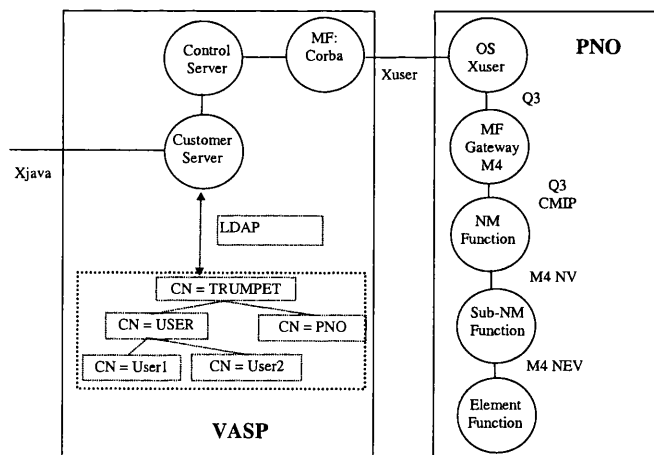 Control
Server
MF:
Corba
Xuser
OS
Xuser
PNO
Q3
Customer
Server
Xjava
MF
Gateway
M4
Q3
CMIP
LDAP
NM
Function
M4 NV
CN = TRUMPET
CN = USER
CN = PNO
CN = User1
CN = User2
Sub-NM
Function
M4 NEV
Element
Function
VASP